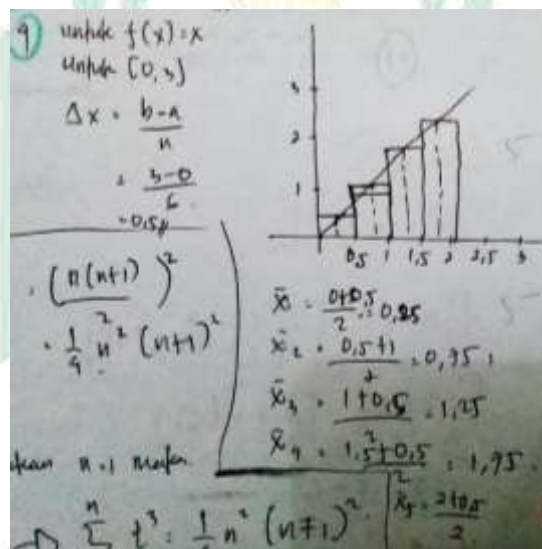 9 untuk f(x) = x
untuk [0, 3]
Δx = b-a / n
= 3-0 / 6
= 0,5
= (n(n+1) / 2)²
= 1/4 n² (n+1)²
n=1 maka
Σ t³ = 1/4 n² (n+1)²
3
2
1
0,5 1 1,5 2 2,5 3
x̄ = 0+0,5 / 2 = 0,25
x̄₂ = 0,5+1 / 2 = 0,75
x̄₃ = 1+0,5 / 2 = 1,25
x̄₄ = 1,5+0,5 / 2 = 1,75
x̄₅ = 2+0,5 / 2